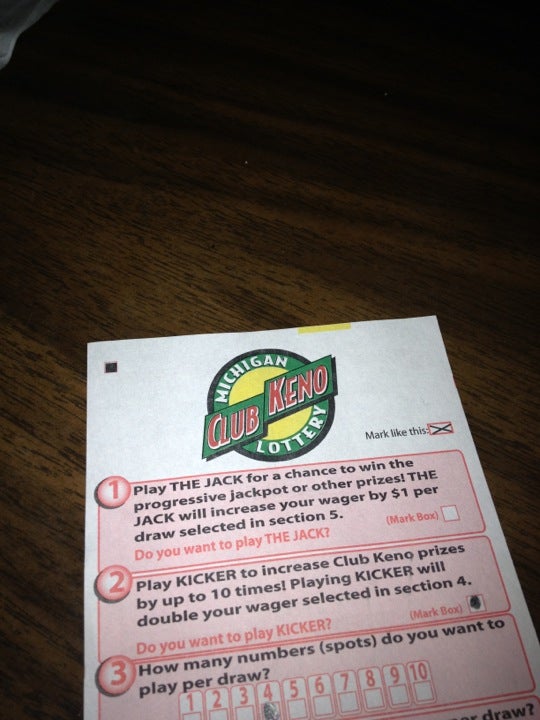 MICHIGAN
CLUB KENO
LOTTERY
Mark like this:
1 Play THE JACK for a chance to win the
progressive jackpot or other prizes! THE
JACK will increase your wager by $1 per
draw selected in section 5.
Do you want to play THE JACK? (Mark Box)
2 Play KICKER to increase Club Keno prizes
by up to 10 times! Playing KICKER will
double your wager selected in section 4.
Do you want to play KICKER? (Mark Box)
3 How many numbers (spots) do you want to
play per draw?
1 2 3 4 5 6 7 8 9 10
per draw?